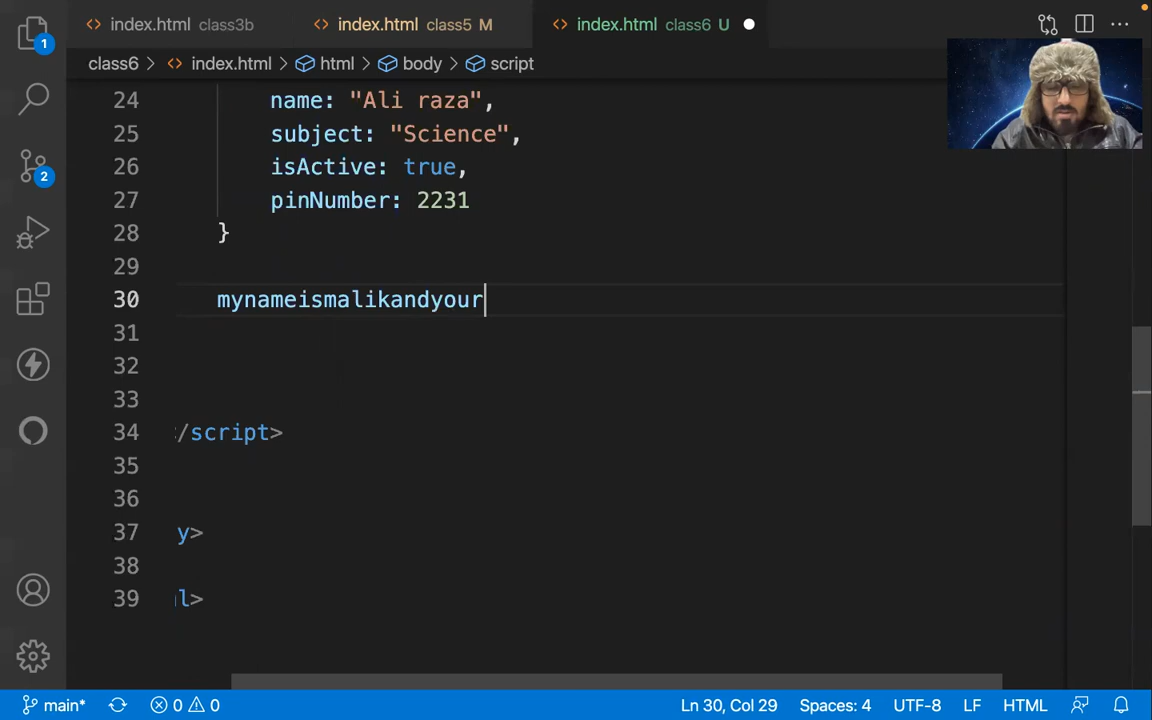 index.html class3b
index.html class5 M
index.html class6 U
class6 > index.html > html > body > script
24 name: "Ali raza",
25 subject: "Science",
26 isActive: true,
27 pinNumber: 2231
28 }
29
30 mynameismalikandyour
31
32
33
34 /script>
35
36
37 y>
38
39 l>
1
2
main* 0 0 Ln 30, Col 29 Spaces: 4 UTF-8 LF HTML